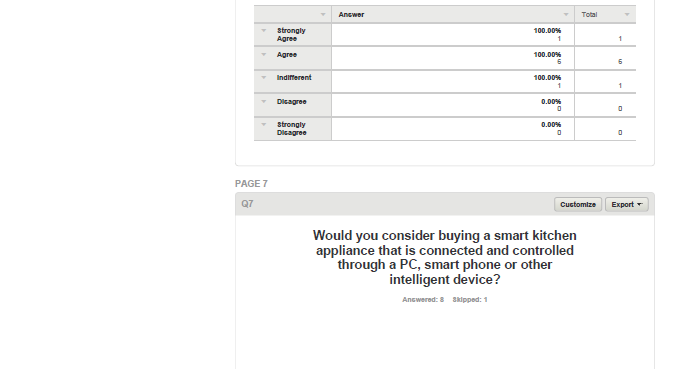 Answer Total
Strongly Agree 100.00% 1 1
Agree 100.00% 6 6
Indifferent 100.00% 1 1
Disagree 0.00% 0 0
Strongly Disagree 0.00% 0 0
PAGE 7
Q7 Customize Export
Would you consider buying a smart kitchen
appliance that is connected and controlled
through a PC, smart phone or other
intelligent device?
Answered: 8 Skipped: 1